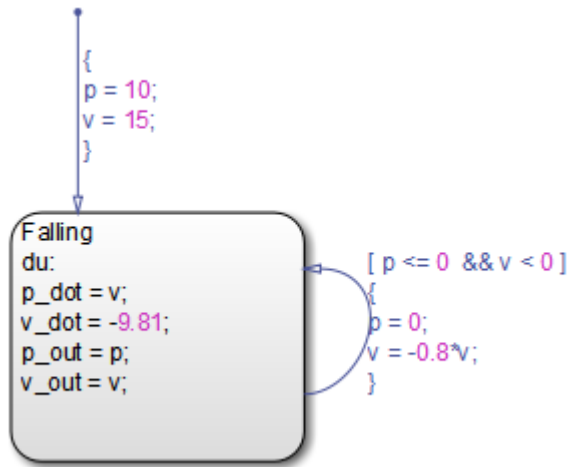 {
p = 10;
v = 15;
}
Falling
du:
p_dot = v;
v_dot = -9.81;
p_out = p;
v_out = v;
[ p <= 0 && v < 0 ]
{
p = 0;
v = -0.8*v;
}